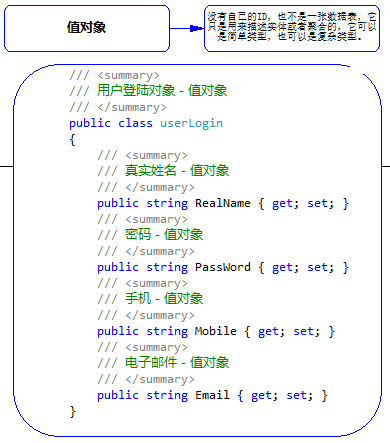 值对象
没有自己的ID，也不是一张数据表，它
只是用来描述实体或者聚合的，它可以
是简单类型，也可以是复杂类型。
/// <summary>
/// 用户登陆对象 - 值对象
/// </summary>
public class userLogin
{
/// <summary>
/// 真实姓名 - 值对象
/// </summary>
public string RealName { get; set; }
/// <summary>
/// 密码 - 值对象
/// </summary>
public string PassWord { get; set; }
/// <summary>
/// 手机 - 值对象
/// </summary>
public string Mobile { get; set; }
/// <summary>
/// 电子邮件 - 值对象
/// </summary>
public string Email { get; set; }
}